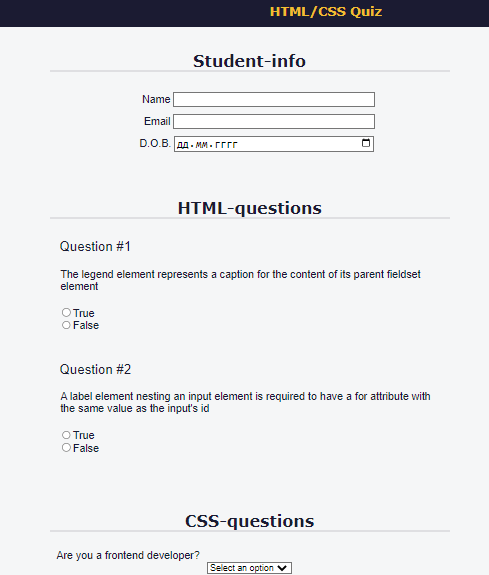 HTML/CSS Quiz
Student-info
Name
Email
D.O.B. дд.мм.гггг
HTML-questions
Question #1
The legend element represents a caption for the content of its parent fieldset
element
True
False
Question #2
A label element nesting an input element is required to have a for attribute with
the same value as the input's id
True
False
CSS-questions
Are you a frontend developer?
Select an option